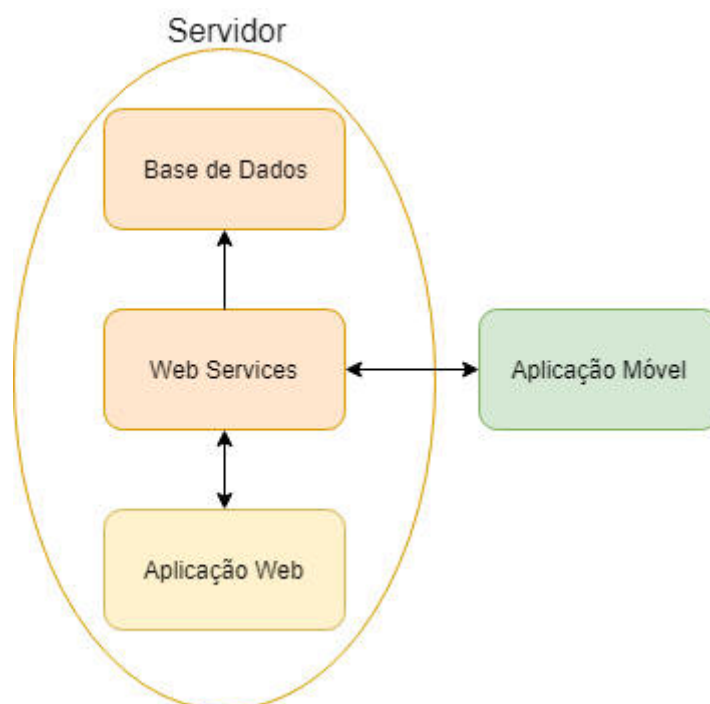 Servidor
Base de Dados
Web Services
Aplicação Móvel
Aplicação Web